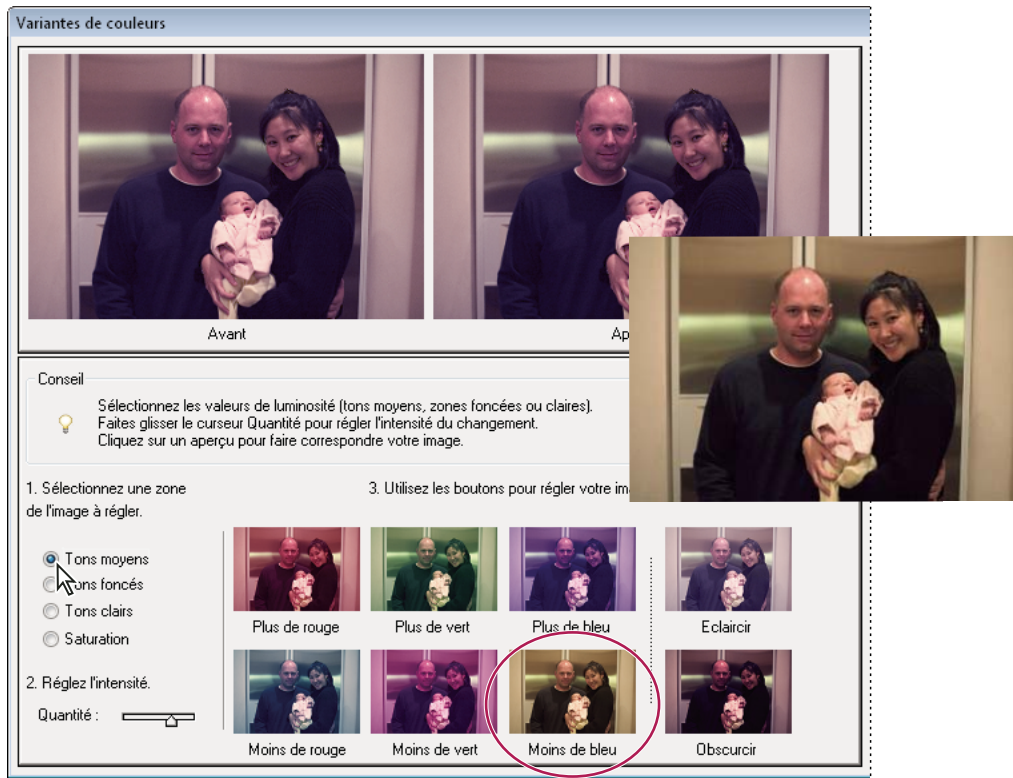 Variantes de couleurs
Avant
Ap
Conseil
Sélectionnez les valeurs de luminosité (tons moyens, zones foncées ou claires).
Faites glisser le curseur Quantité pour régler l'intensité du changement.
Cliquez sur un aperçu pour faire correspondre votre image.
1. Sélectionnez une zone
de l'image à régler.
3. Utilisez les boutons pour régler votre ima
Tons moyens
Tons foncés
Tons clairs
Saturation
2. Réglez l'intensité.
Quantité :
Plus de rouge
Plus de vert
Plus de bleu
Eclaircir
Moins de rouge
Moins de vert
Moins de bleu
Obscurcir